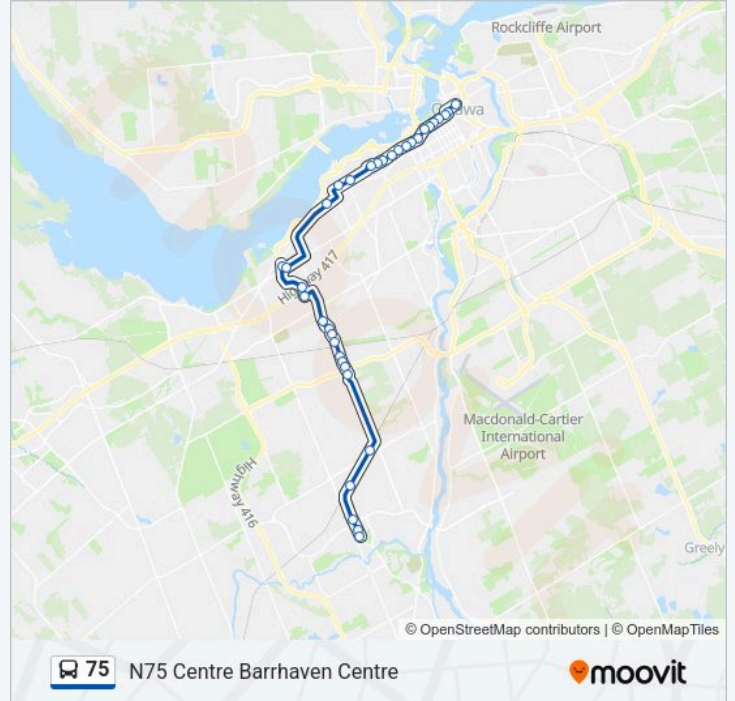 Rockcliffe Airport
Ottawa
Highway 417
Macdonald-Cartier
International
Airport
Highway 416
Greely
© OpenStreetMap contributors | © OpenMapTiles
75 N75 Centre Barrhaven Centre
moovit